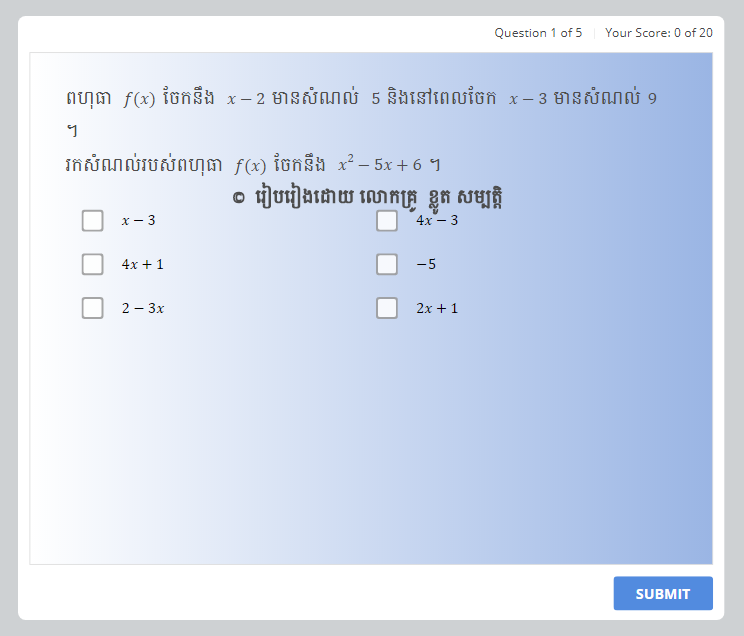 Question 1 of 5 | Your Score: 0 of 20
ពហុធា f(x) ចែកនឹង x − 2 មានសំណល់ 5 និងនៅពេលចែក x − 3 មានសំណល់ 9
។
រកសំណល់របស់ពហុធា f(x) ចែកនឹង x² − 5x + 6 ។
© រៀបរៀងដោយ លោកគ្រូ ខ្លូត សម្បត្តិ
x − 3
4x − 3
4x + 1
−5
2 − 3x
2x + 1
SUBMIT